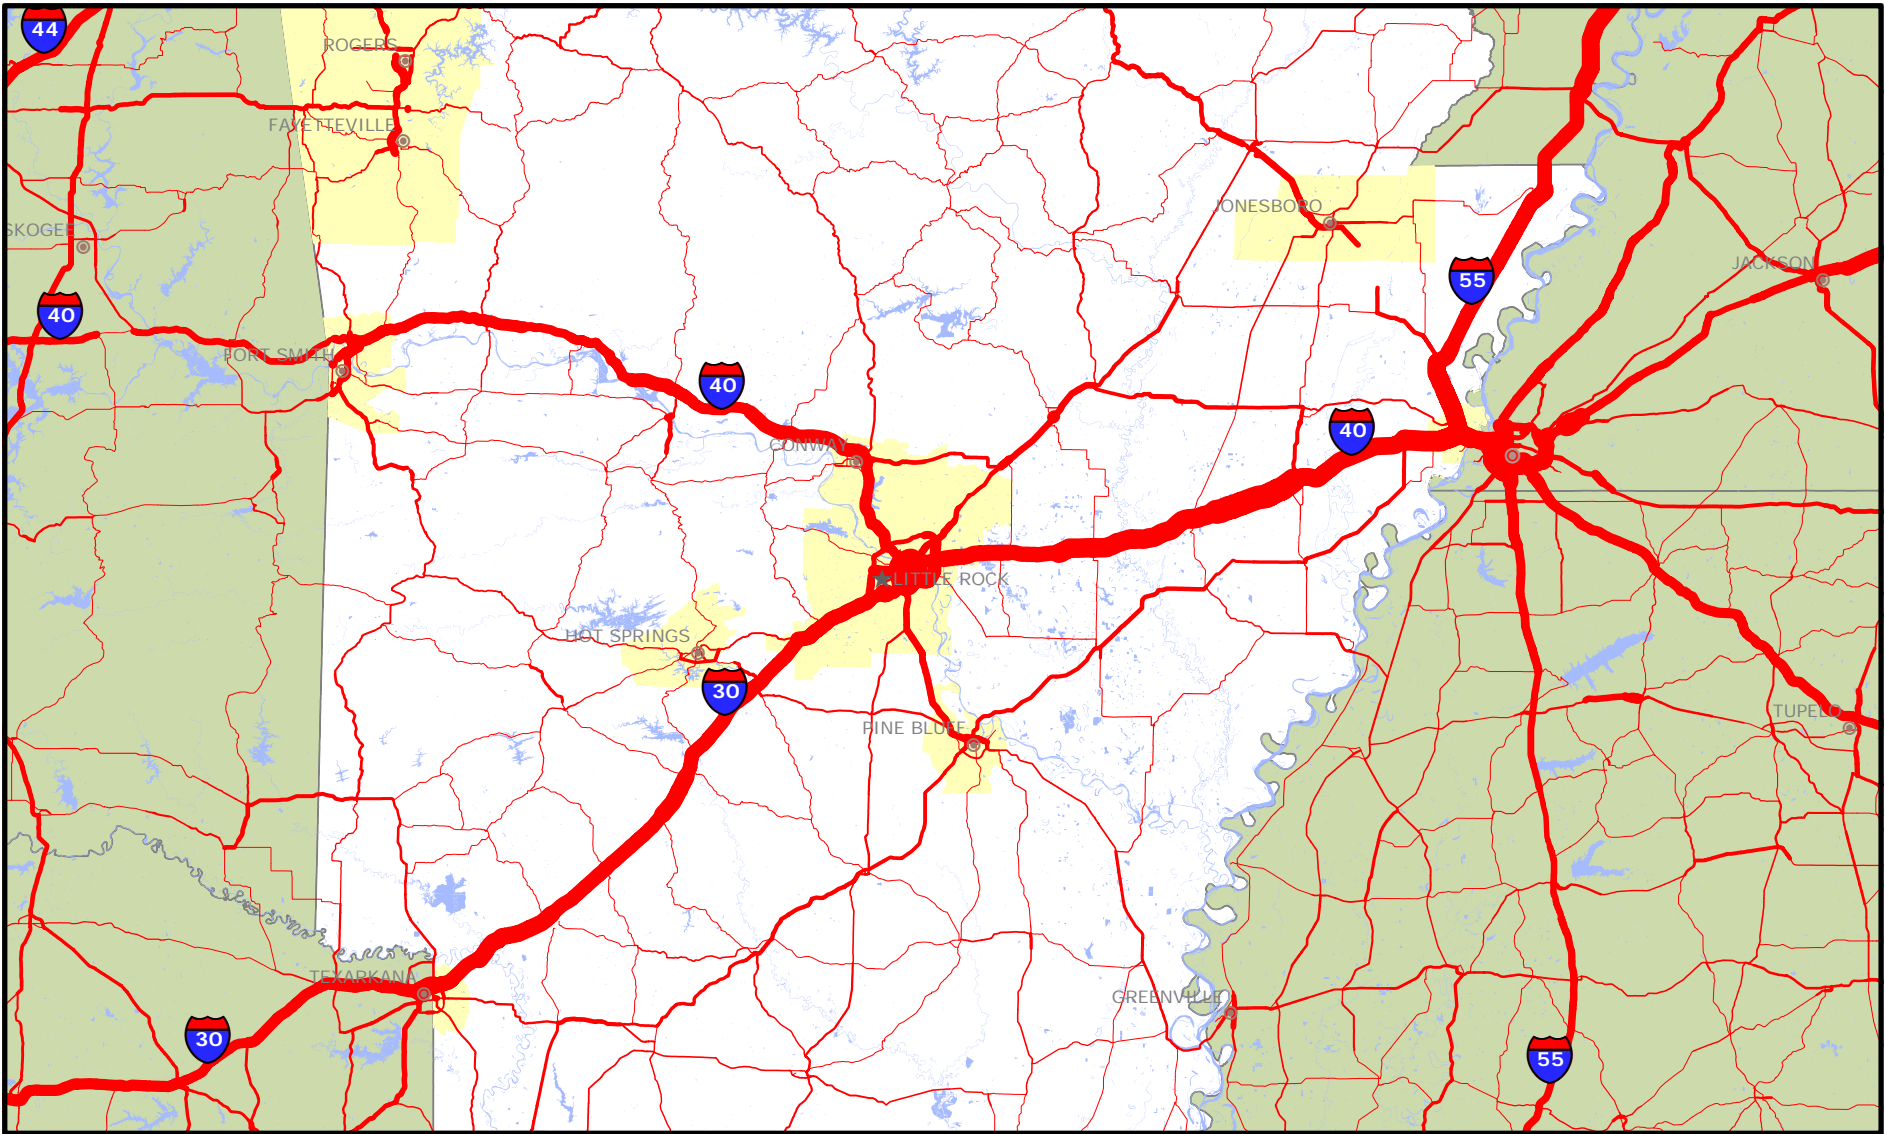 44
ROGERS
FAYETTEVILLE
SKOGEE
JONESBORO
JACKSON
55
40
FORT SMITH
40
40
CONWAY
LITTLE ROCK
HOT SPRINGS
30
PINE BLUFF
TUPELO
TEXARKANA
GREENVILLE
30
55